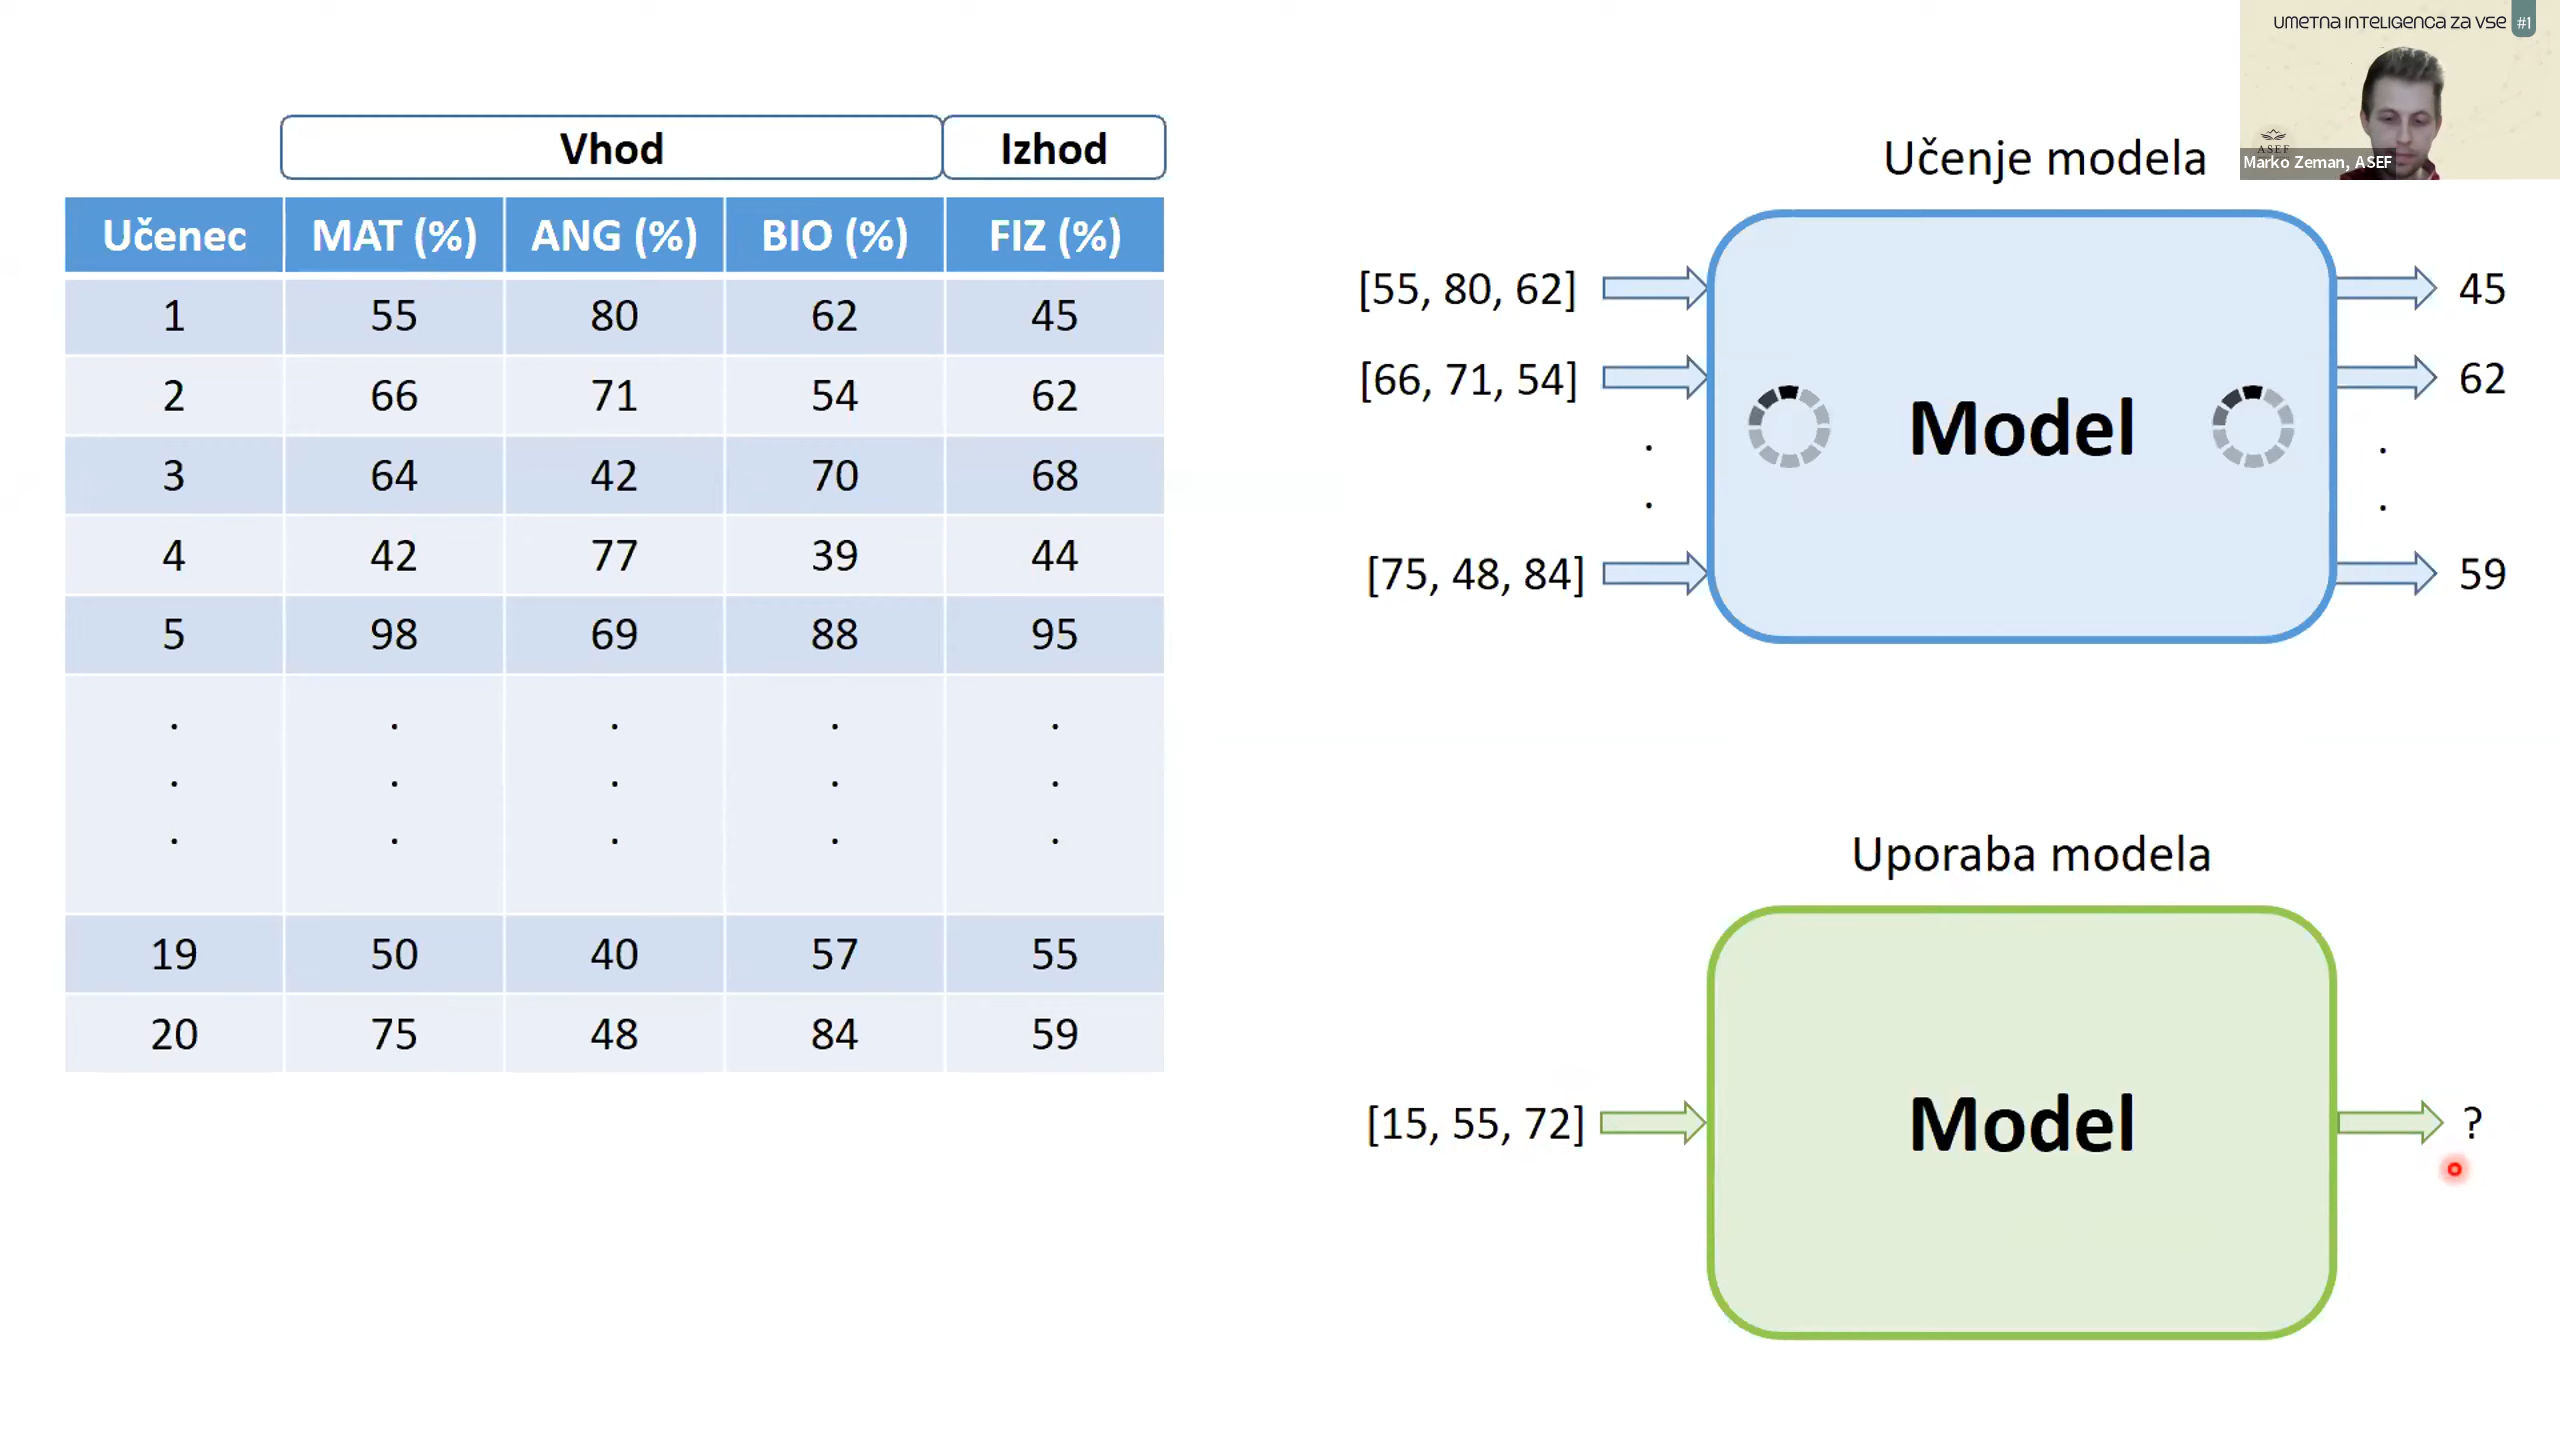 UMETNA INTELIGENCA ZA VSE #1
ASEF
Marko Zeman, ASEF
Vhod Izhod
Učenec MAT (%) ANG (%) BIO (%) FIZ (%)
1 55 80 62 45
2 66 71 54 62
3 64 42 70 68
4 42 77 39 44
5 98 69 88 95
. . . . .
. . . . .
. . . . .
19 50 40 57 55
20 75 48 84 59
Učenje modela
[55, 80, 62] 45
[66, 71, 54] 62
. .
Model
. .
[75, 48, 84] 59
Uporaba modela
[15, 55, 72] Model ?